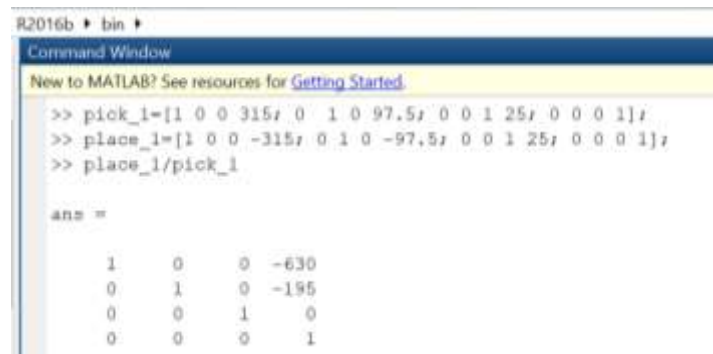 R2016b ▸ bin ▸
Command Window
New to MATLAB? See resources for Getting Started.
>> pick_1=[1 0 0 315; 0 1 0 97.5; 0 0 1 25; 0 0 0 1];
>> place_1=[1 0 0 -315; 0 1 0 -97.5; 0 0 1 25; 0 0 0 1];
>> place_1/pick_1
ans =
1 0 0 -630
0 1 0 -195
0 0 1 0
0 0 0 1